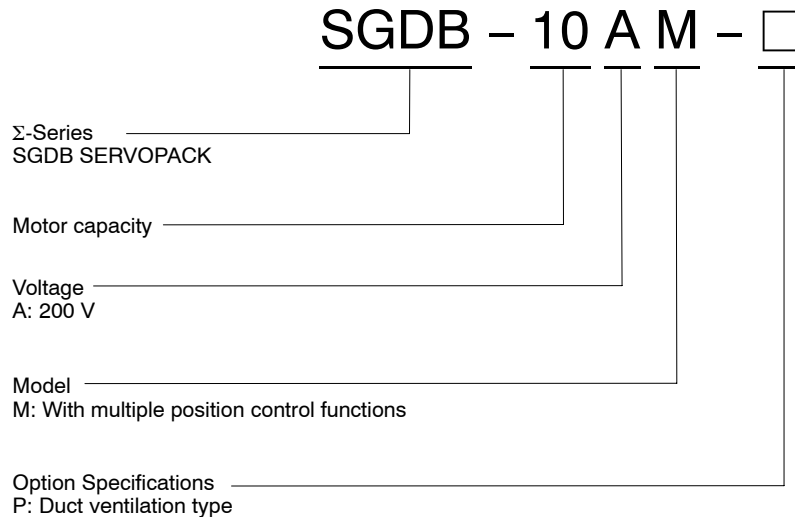 SGDB – 10 A M – □
Σ-Series
SGDB SERVOPACK
Motor capacity
Voltage
A: 200 V
Model
M: With multiple position control functions
Option Specifications
P: Duct ventilation type